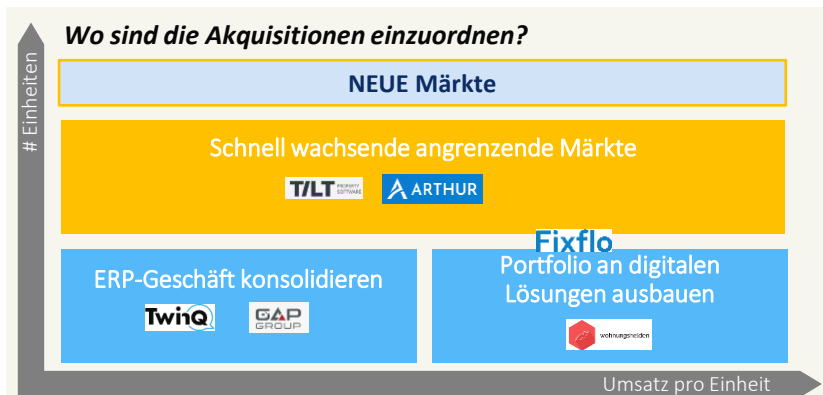 Wo sind die Akquisitionen einzuordnen?
# Einheiten
NEUE Märkte
Schnell wachsende angrenzende Märkte
TILT PROPERTY
SOFTWARE
ARTHUR
Fixflo
ERP-Geschäft konsolidieren
TwinQ
GAP
GROUP
Portfolio an digitalen
Lösungen ausbauen
wohnungshelden
Umsatz pro Einheit